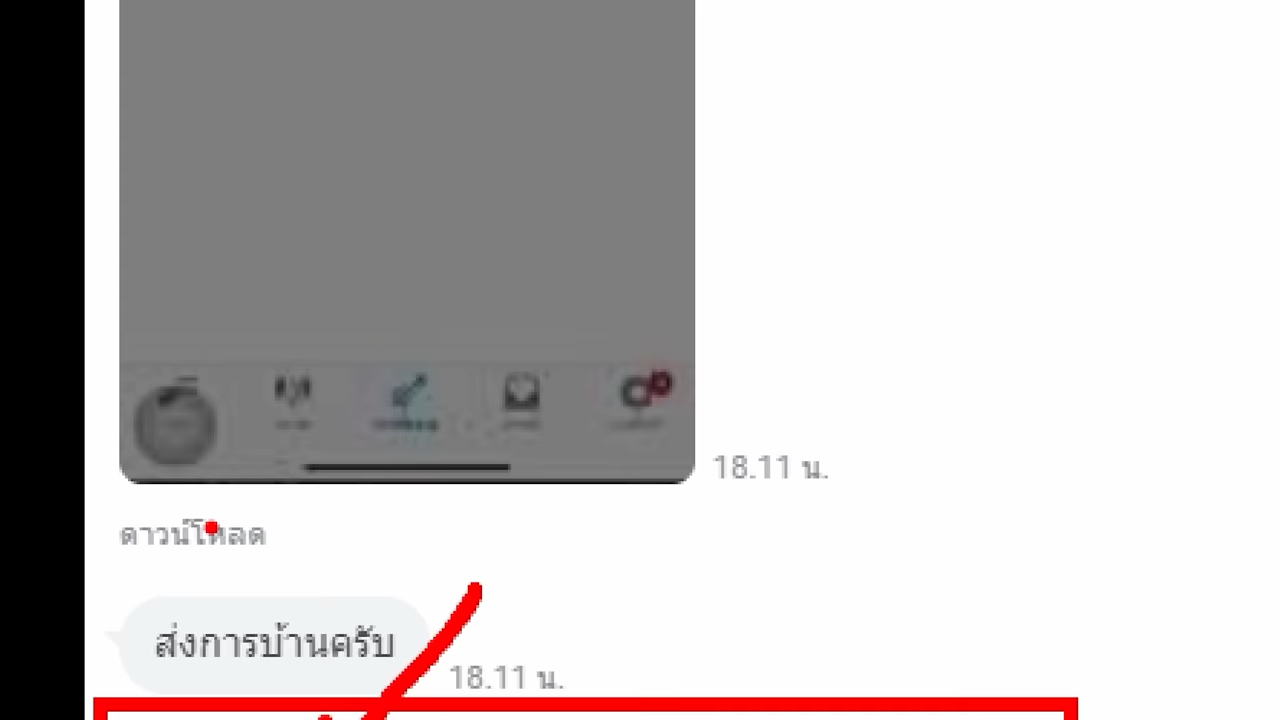 18.11 น.
ดาวน์โหลด
ส่งการบ้านครับ
18.11 น.